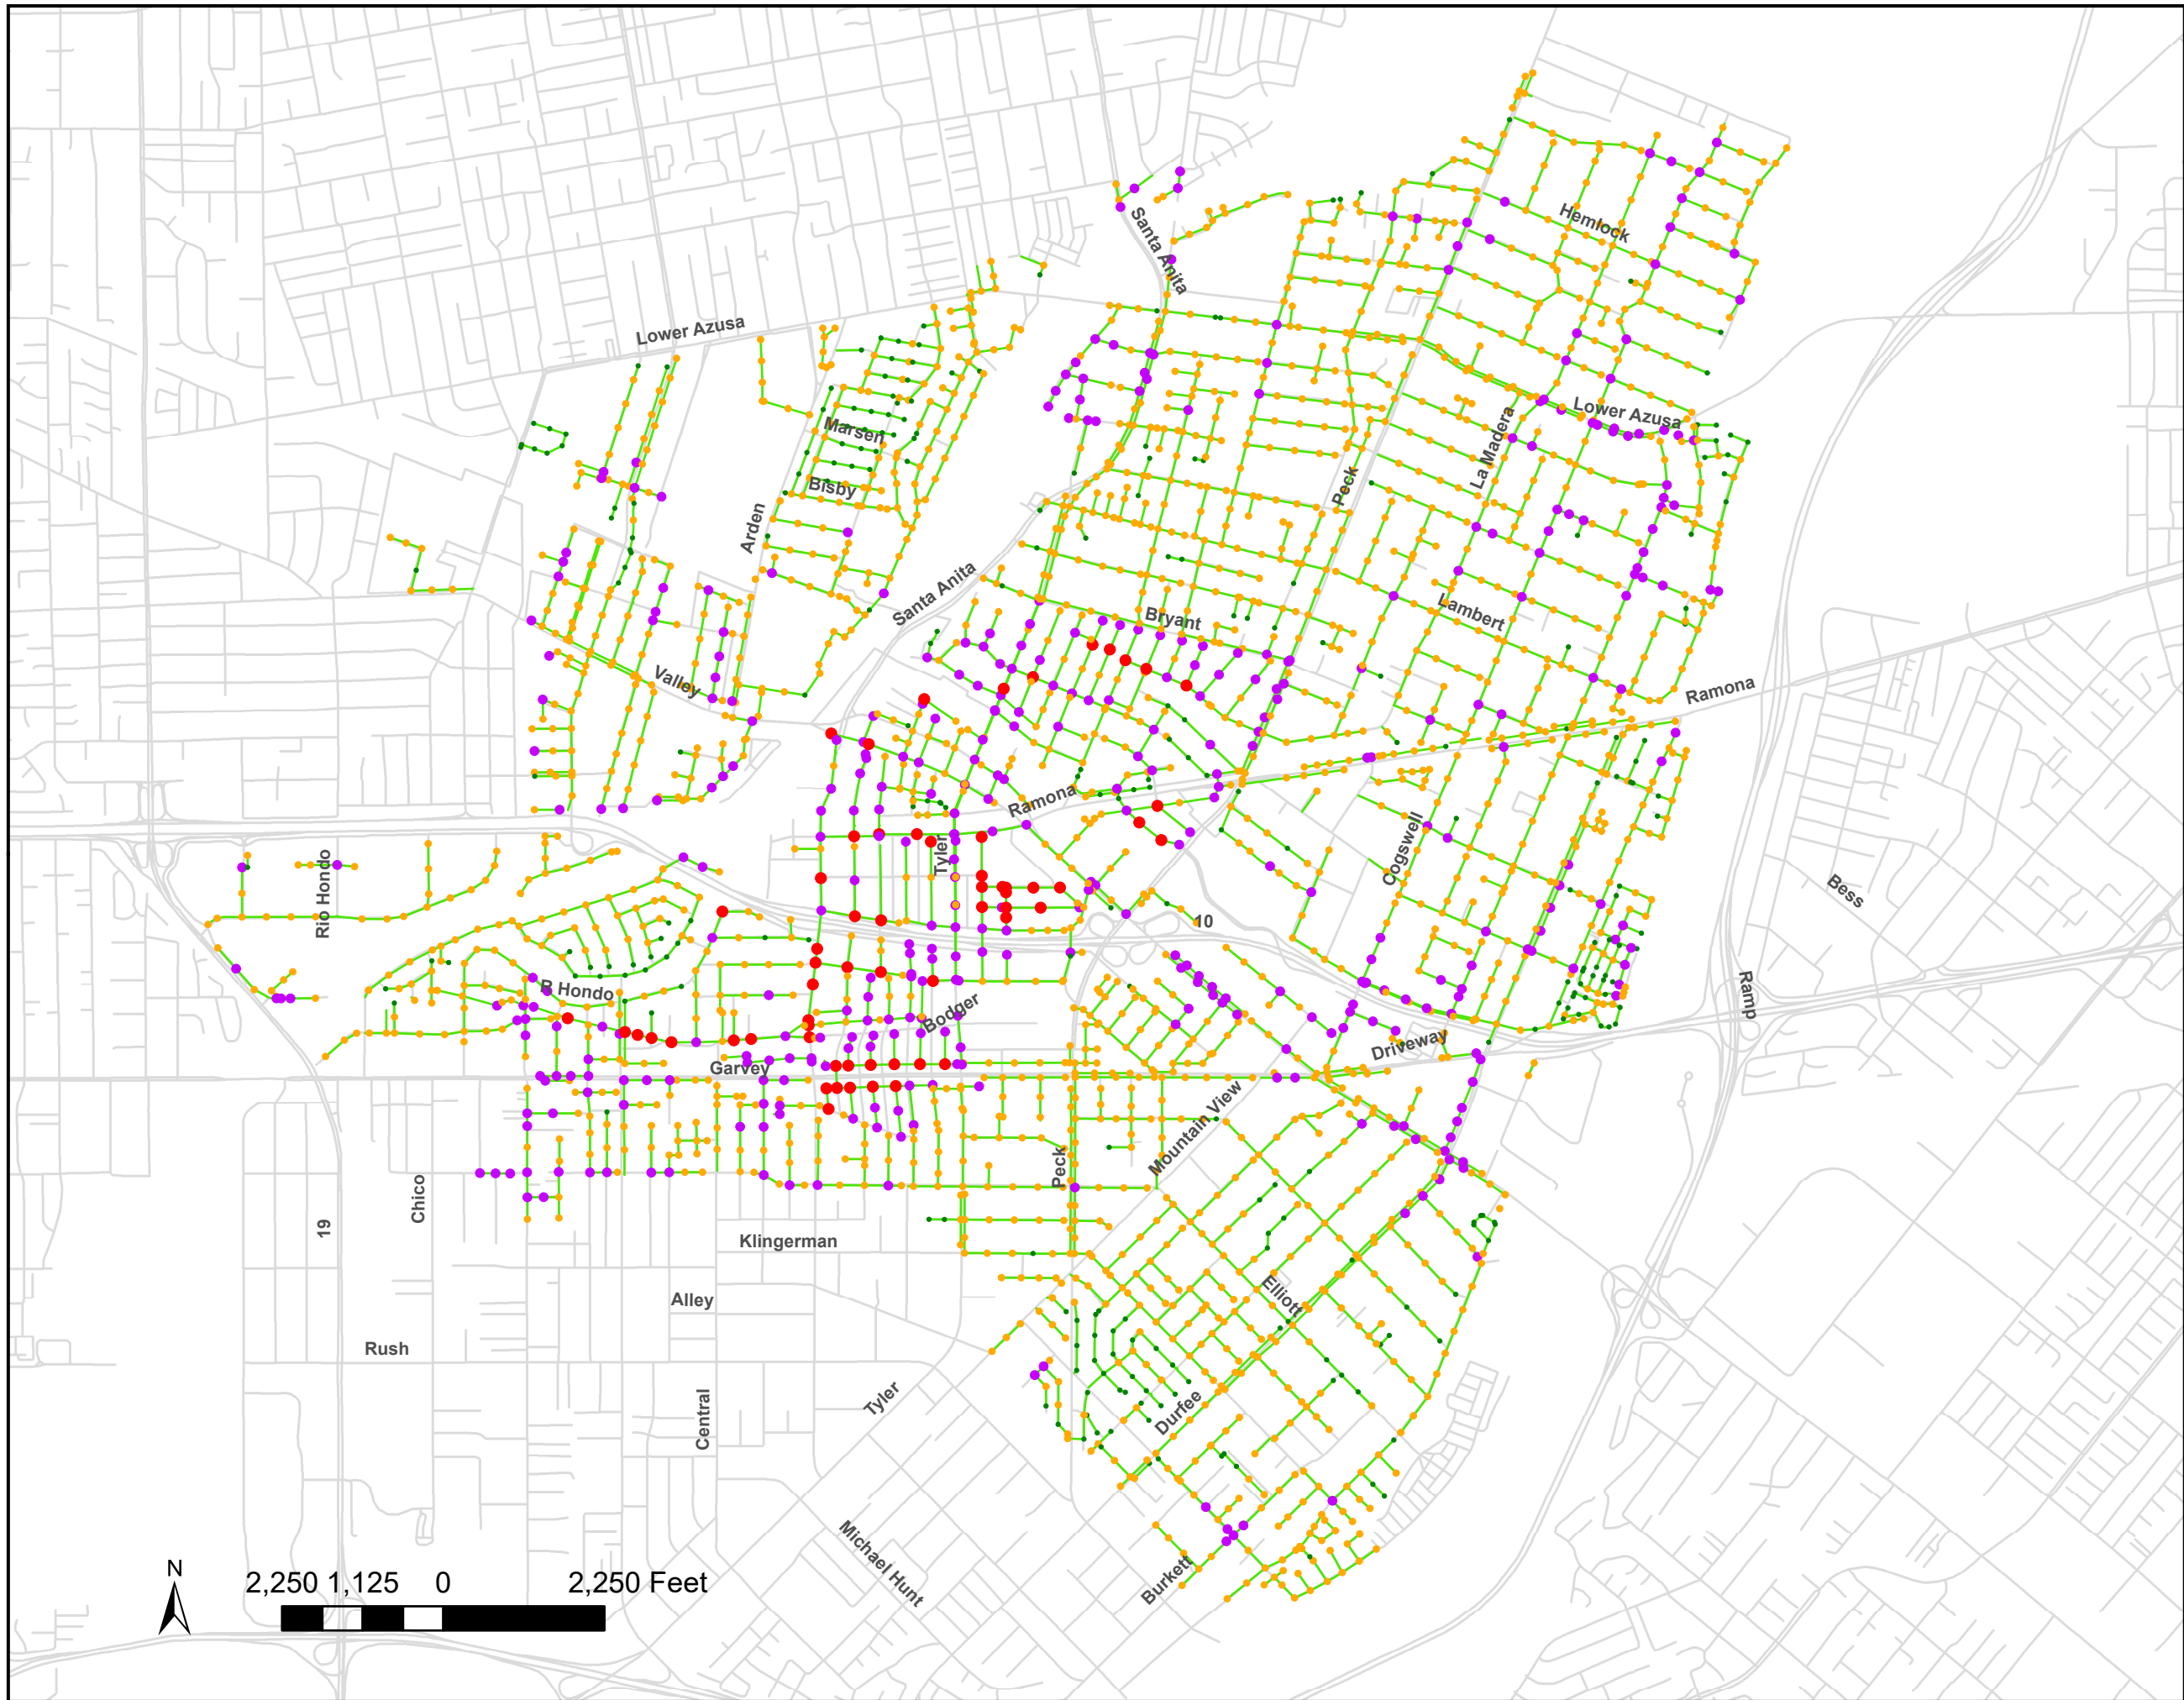 Santa Anita
Hemlock
Lower Azusa
Lower Azusa
Marsen
La Madera
Bisby
Peck
Arden
Santa Anita
Bryant
Lambert
Valley
Ramona
Ramona
Tyler
Cogswell
Rio Hondo
Bess
10
R Hondo
Ramp
Bodger
Driveway
Garvey
Mountain View
Peck
Chico
19
Klingerman
Elliott
Alley
Rush
Durfee
Tyler
Central
Michael Hunt
Burkett
N
2,250 1,125 0 2,250 Feet